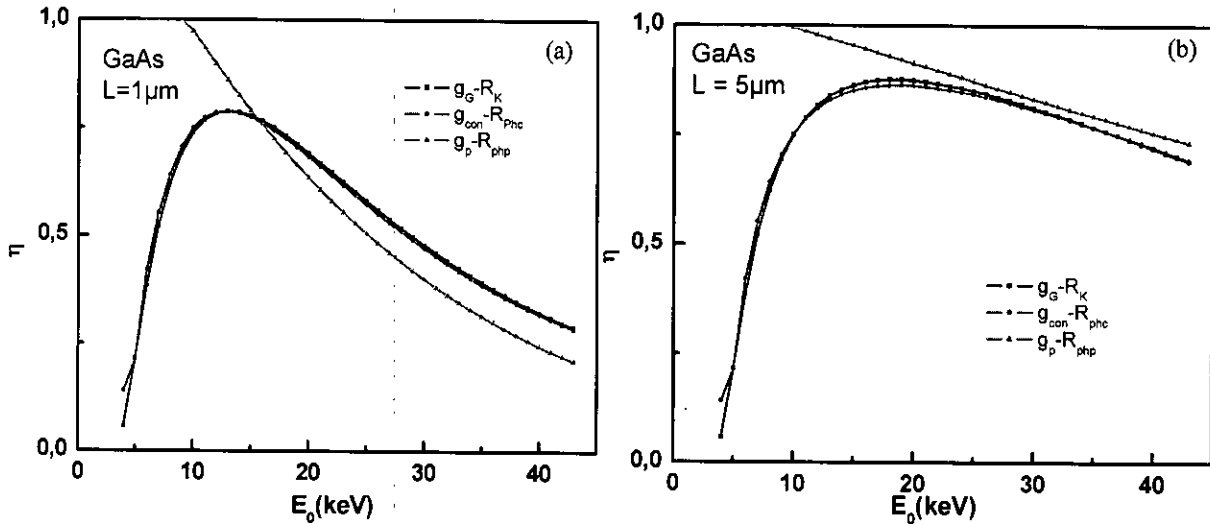 1,0
(a)
GaAs
L=1µm
g_G-R_K
g_con-R_Phc
g_p-R_php
0,5
η
0,0
0
10
20
30
40
E_0(keV)
1,0
(b)
GaAs
L = 5µm
0,5
η
g_G-R_K
g_con-R_phc
g_p-R_php
0,0
0
10
20
30
40
E_0(keV)